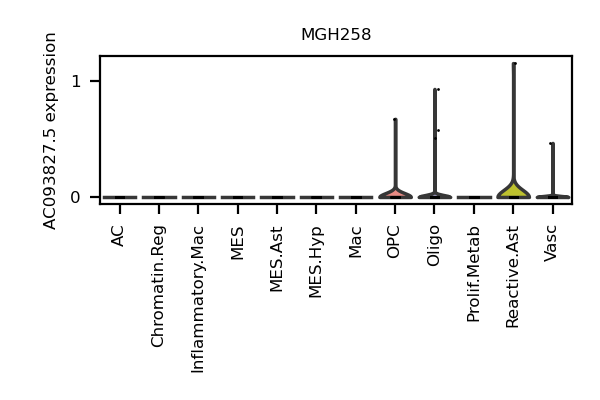 MGH258
AC093827.5 expression
1
0
AC
Chromatin.Reg
Inflammatory.Mac
MES
MES.Ast
MES.Hyp
Mac
OPC
Oligo
Prolif.Metab
Reactive.Ast
Vasc